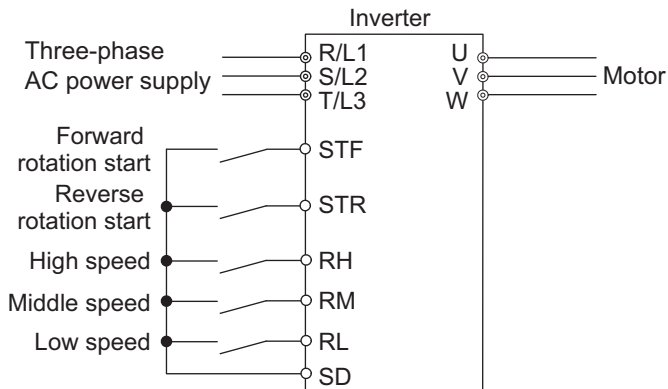 Inverter
Three-phase
AC power supply
R/L1
S/L2
T/L3
U
V
W
Motor
Forward
rotation start
STF
Reverse
rotation start
STR
High speed
RH
Middle speed
RM
Low speed
RL
SD